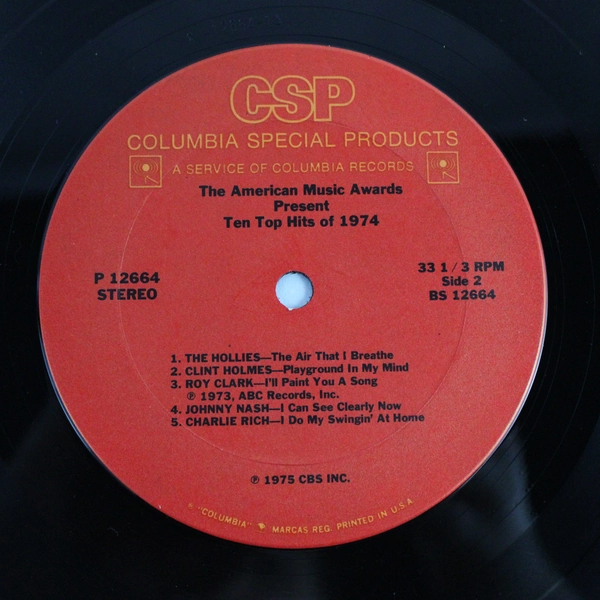 CSP
COLUMBIA SPECIAL PRODUCTS
A SERVICE OF COLUMBIA RECORDS
The American Music Awards
Present
Ten Top Hits of 1974
P 12664
STEREO
33 1/3 RPM
Side 2
BS 12664
1. THE HOLLIES—The Air That I Breathe
2. CLINT HOLMES—Playground In My Mind
3. ROY CLARK—I'll Paint You A Song
℗ 1973, ABC Records, Inc.
4. JOHNNY NASH—I Can See Clearly Now
5. CHARLIE RICH—I Do My Swingin' At Home
℗ 1975 CBS INC.
® "COLUMBIA" MARCAS REG. PRINTED IN U.S.A.